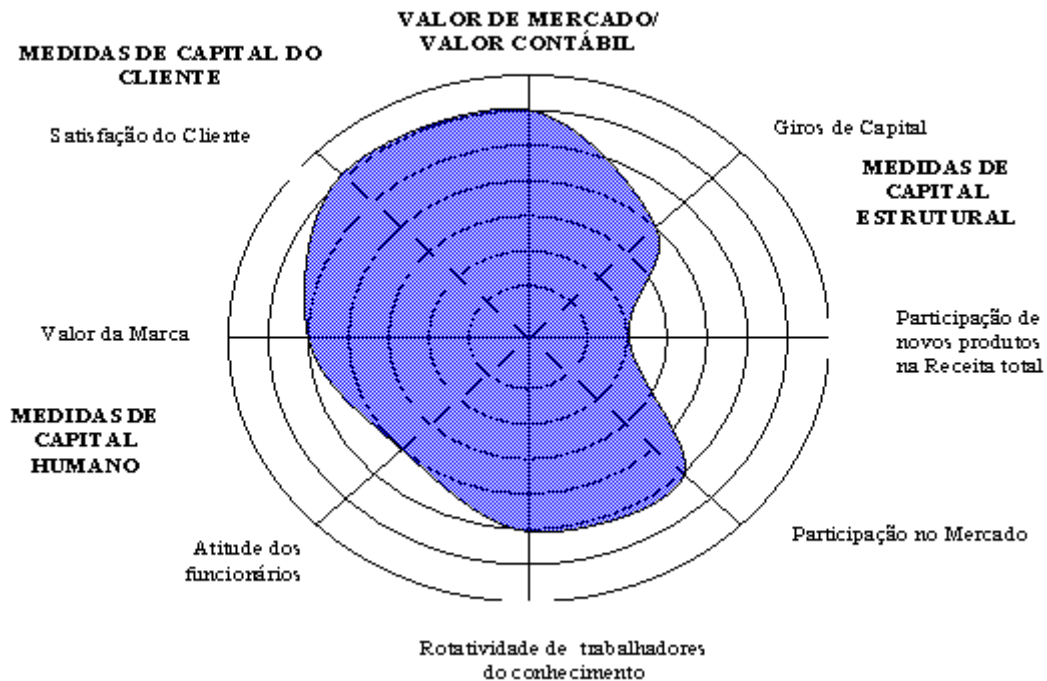 VALOR DE MERCADO/
VALOR CONTÁBIL
MEDIDAS DE CAPITAL DO
CLIENTE
Satisfação do Cliente
Giros de Capital
MEDIDAS DE
CAPITAL
ESTRUTURAL
Valor da Marca
Participação de
novos produtos
na Receita total
MEDIDAS DE
CAPITAL
HUMANO
Atitude dos
funcionários
Participação no Mercado
Rotatividade de trabalhadores
do conhecimento